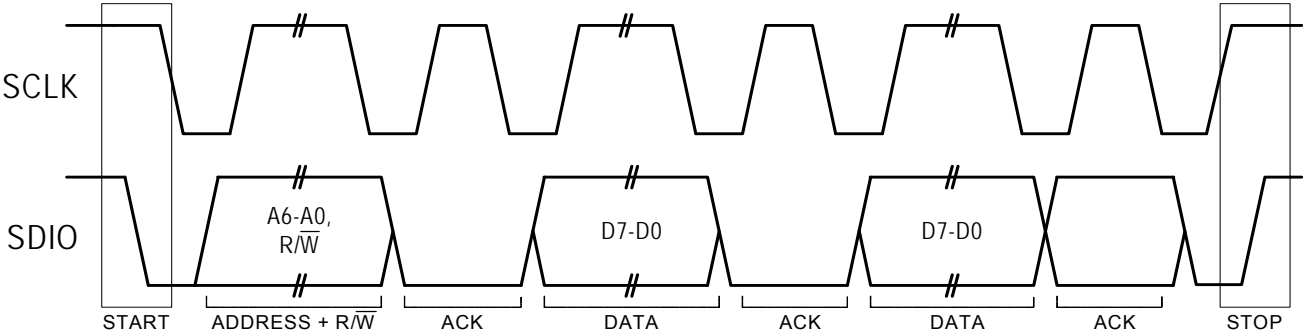 SCLK
SDIO
A6-A0,
R/W̅
D7-D0
D7-D0
START
ADDRESS + R/W̅
ACK
DATA
ACK
DATA
ACK
STOP